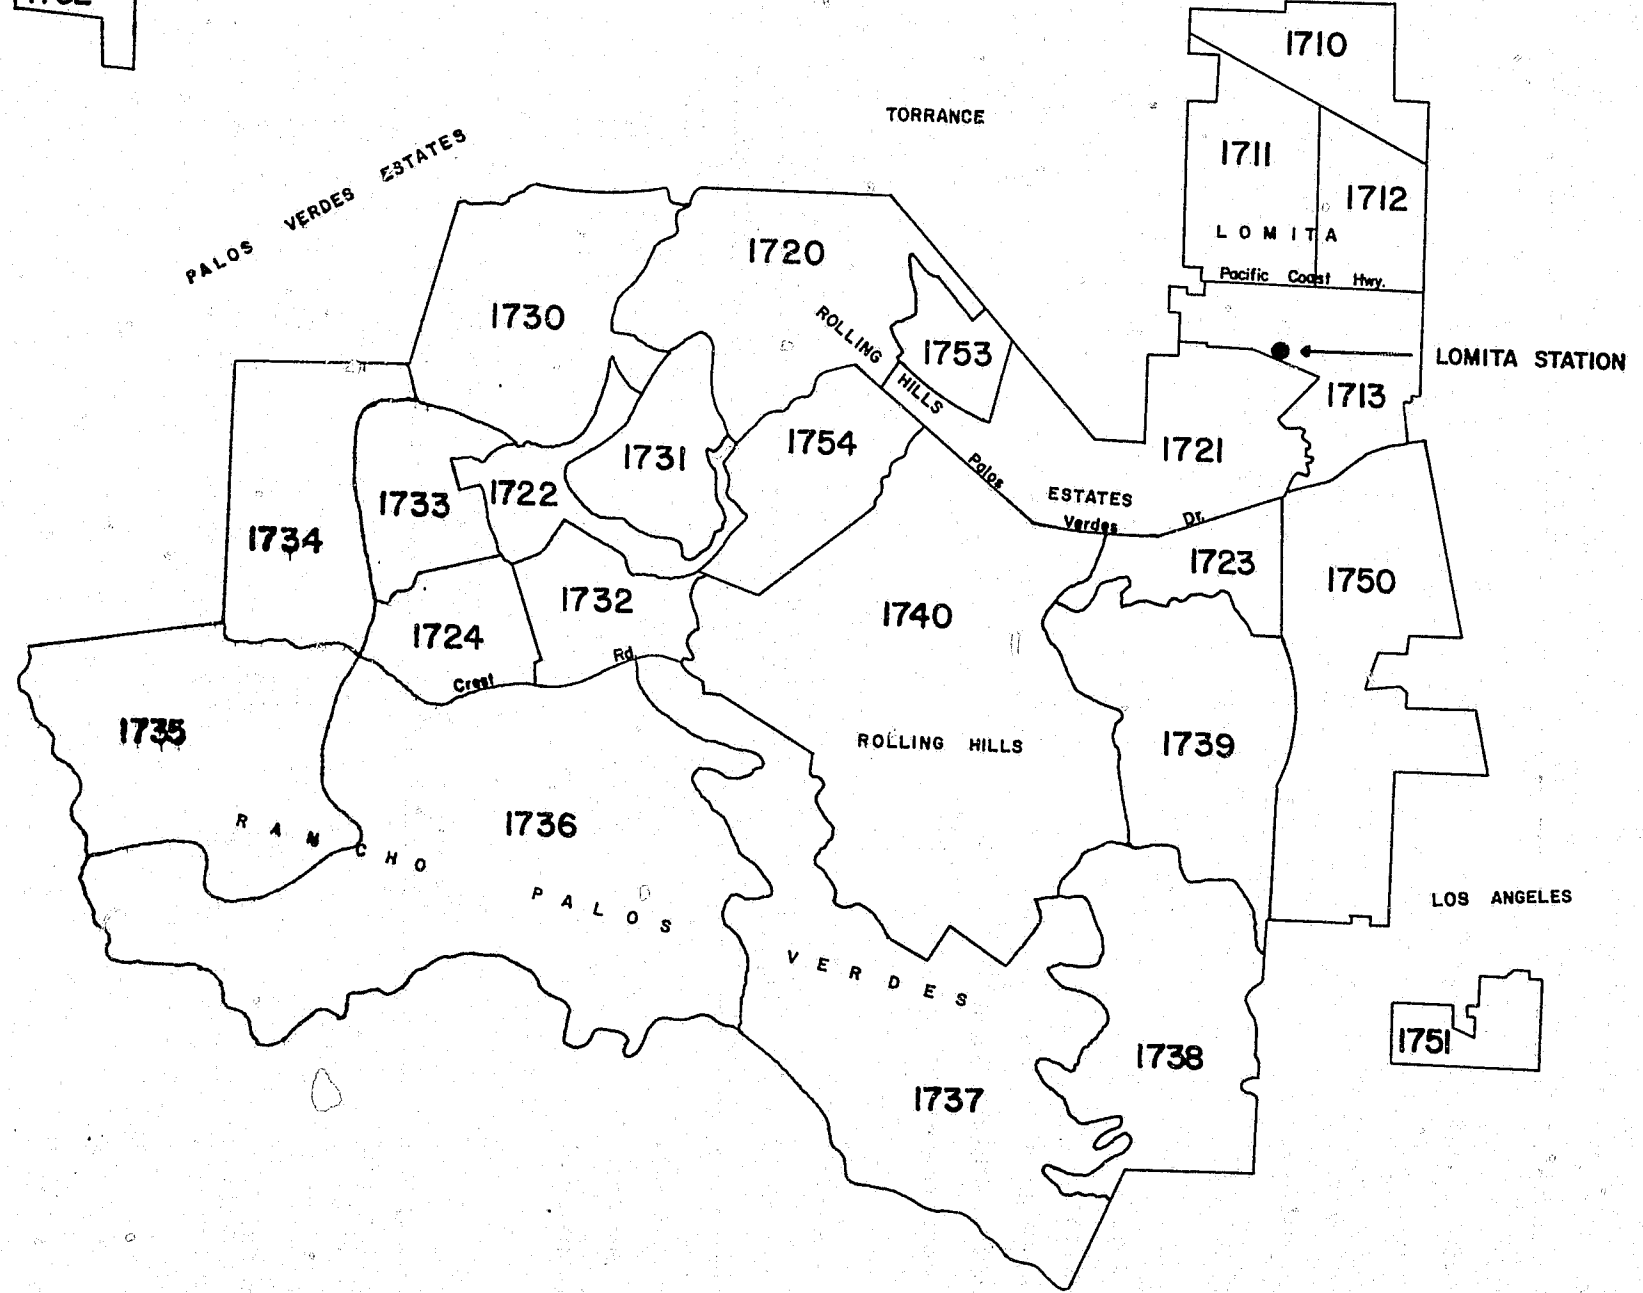 1710
TORRANCE
PALOS VERDES ESTATES
1711
1712
LOMITA
Pacific Coast Hwy.
1720
1730
ROLLING HILLS
1753
LOMITA STATION
1713
1754
1721
1731
1722
1733
Palos
ESTATES
Verdes
Dr.
1734
1723
1750
1732
1740
1724
Rd.
Crest
1735
ROLLING HILLS
1739
RANCHO
1736
PALOS
LOS ANGELES
VERDES
1751
1738
1737